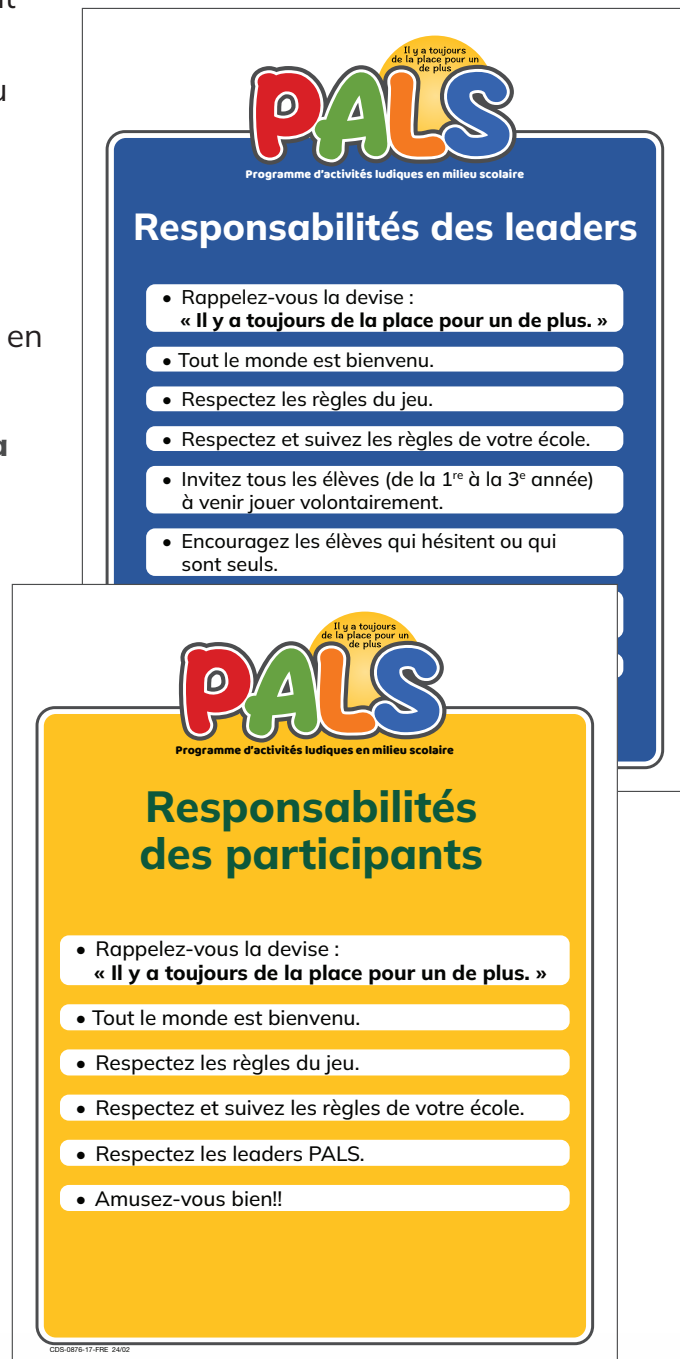 en
Il y a toujours
de la place pour un
de plus
PALS
Programme d'activités ludiques en milieu scolaire
Responsabilités des leaders
• Rappelez-vous la devise :
« Il y a toujours de la place pour un de plus. »
• Tout le monde est bienvenu.
• Respectez les règles du jeu.
• Respectez et suivez les règles de votre école.
• Invitez tous les élèves (de la 1re à la 3e année)
à venir jouer volontairement.
• Encouragez les élèves qui hésitent ou qui
sont seuls.
Il y a toujours
de la place pour un
de plus
PALS
Programme d'activités ludiques en milieu scolaire
Responsabilités
des participants
• Rappelez-vous la devise :
« Il y a toujours de la place pour un de plus. »
• Tout le monde est bienvenu.
• Respectez les règles du jeu.
• Respectez et suivez les règles de votre école.
• Respectez les leaders PALS.
• Amusez-vous bien!!
CDS-0876-17-FRE 24/02